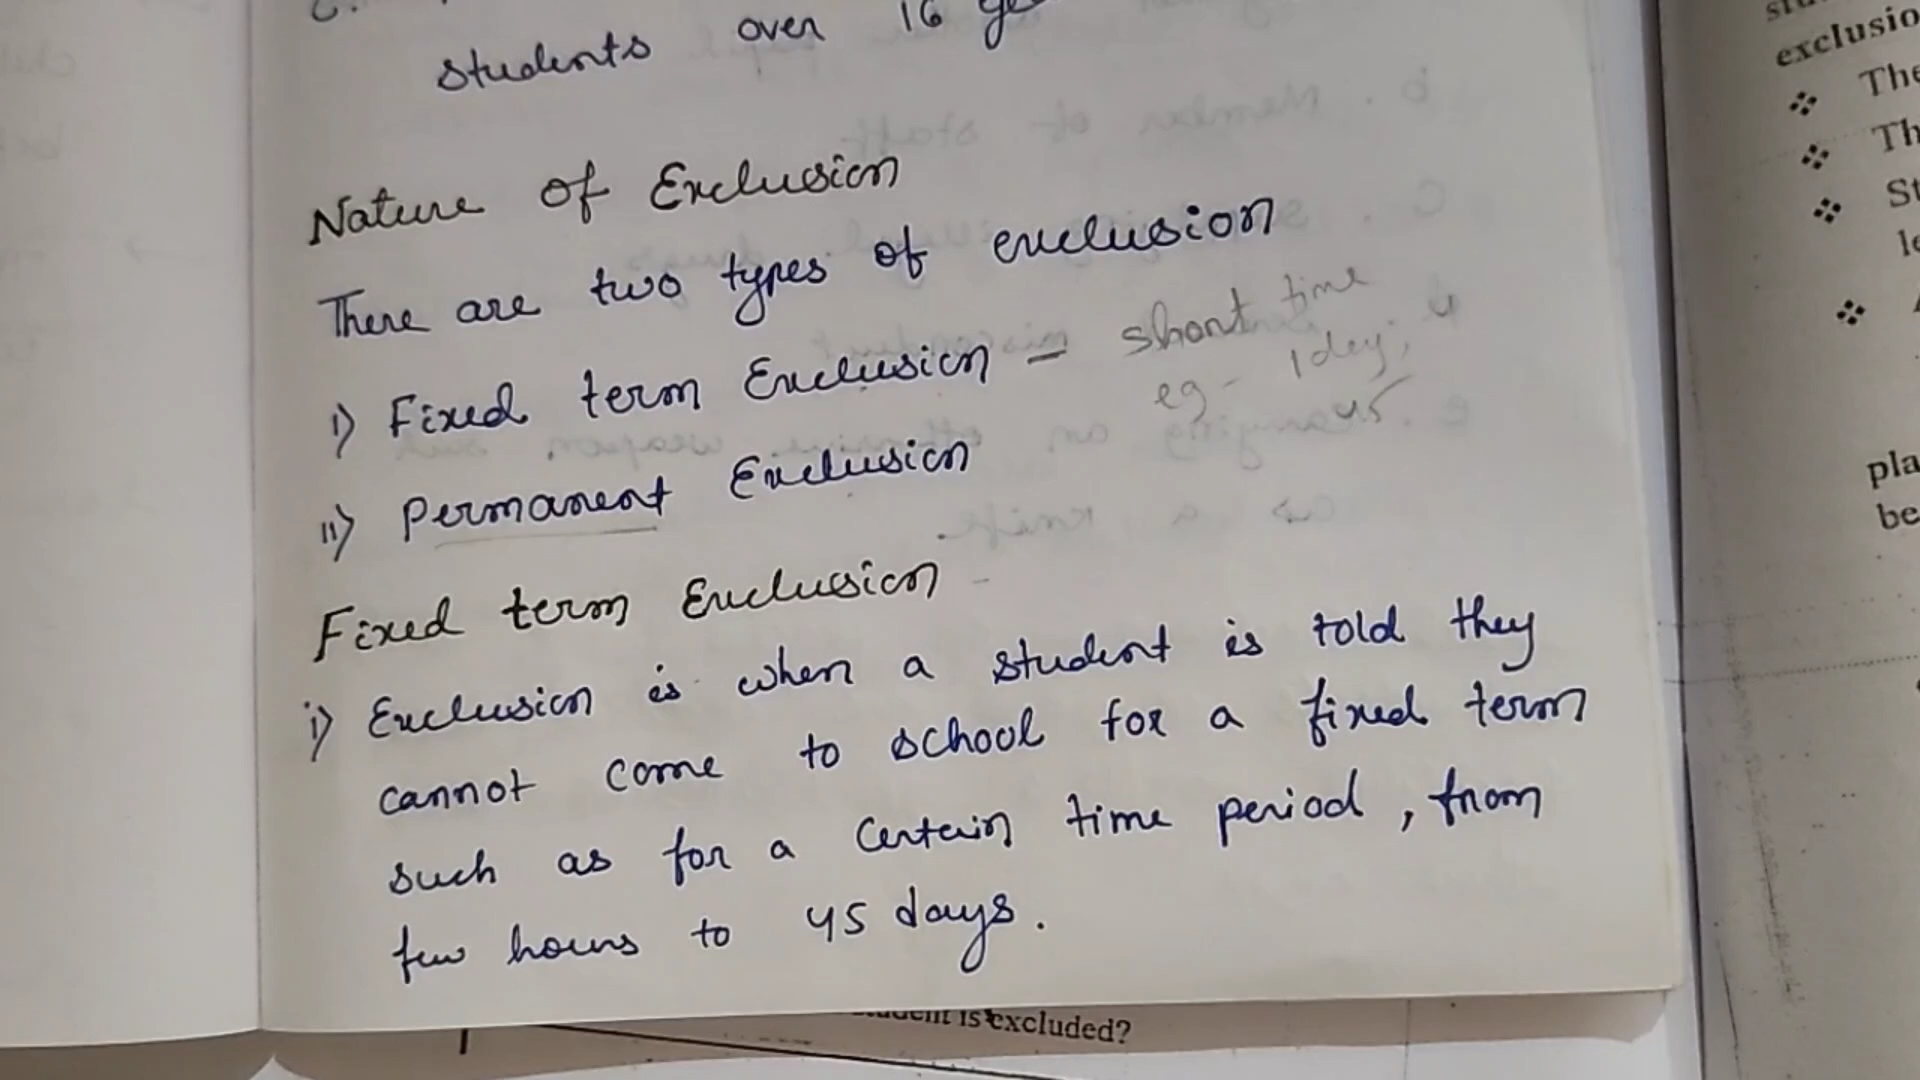 students over 16
Nature of Exclusion
There are two types of exclusion
i) Fixed term Exclusion - short time
eg - 1 day,
45
ii) Permanent Exclusion
Fixed term Exclusion
i) Exclusion is when a student is told they
cannot come to school for a fixed term
such as for a certain time period, from
few hours to 45 days.
is excluded?
exclusio
The
Th
St
le
pla
be